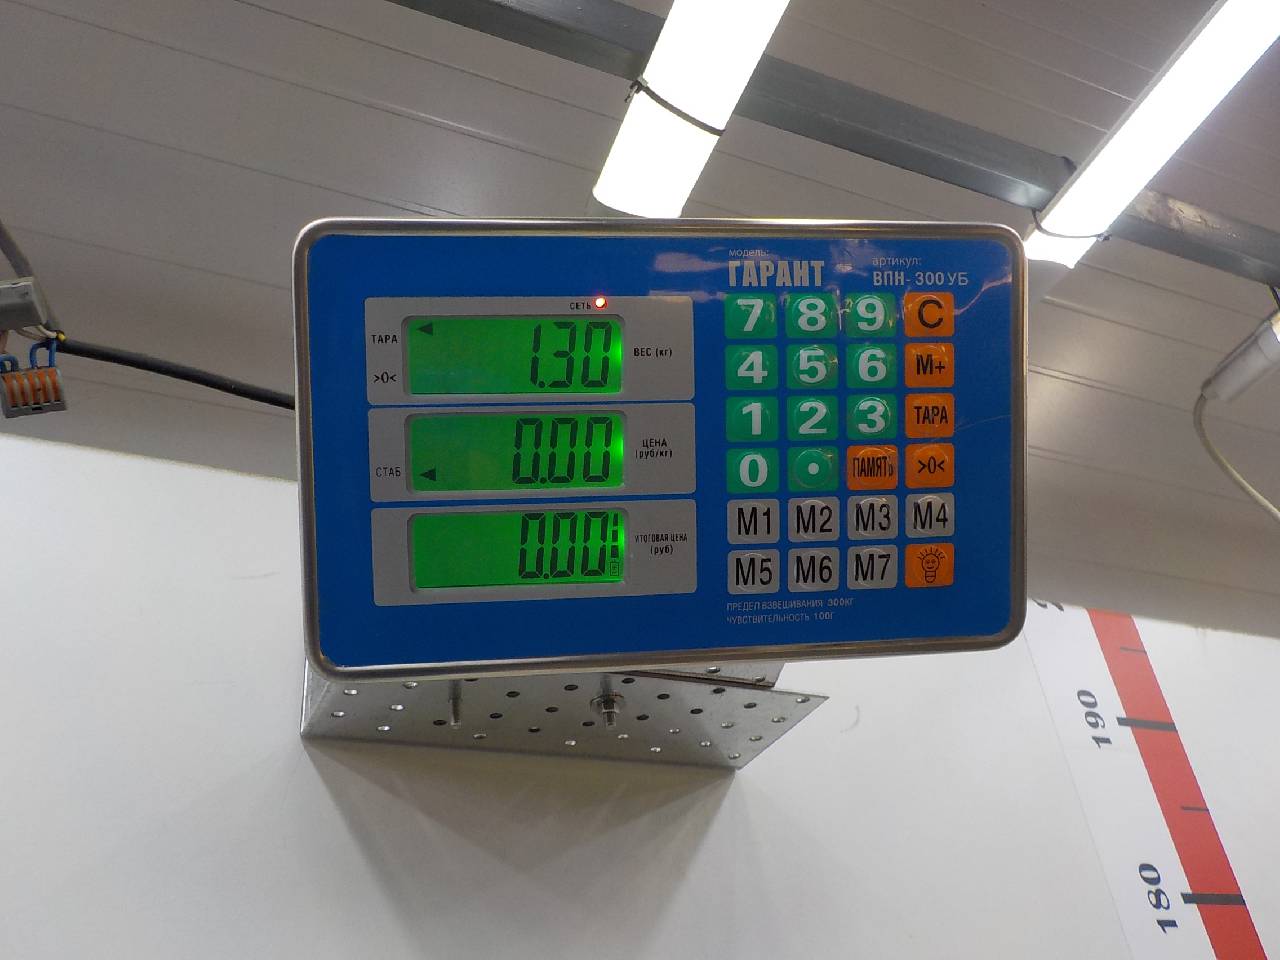 модель:
ГАРАНТ
артикул:
ВПН- 300УБ
СЕТЬ
ТАРА
>0<
1.30
ВЕС (кг)
СТАБ
0.00
ЦЕНА
(руб/кг)
0.00
ИТОГОВАЯ ЦЕНА
(руб)
7 8 9 C
4 5 6 M+
1 2 3 ТАРА
0 . ПАМЯТЬ >0<
M1 M2 M3 M4
M5 M6 M7
ПРЕДЕЛ ВЗВЕШИВАНИЯ 300КГ
ЧУВСТВИТЕЛЬНОСТЬ 100Г
190
180